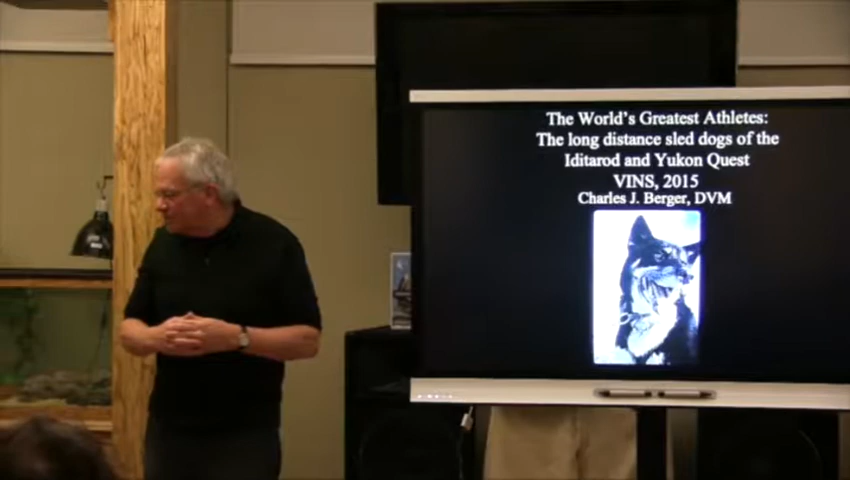 The World's Greatest Athletes:
The long distance sled dogs of the
Iditarod and Yukon Quest
VINS, 2015
Charles J. Berger, DVM